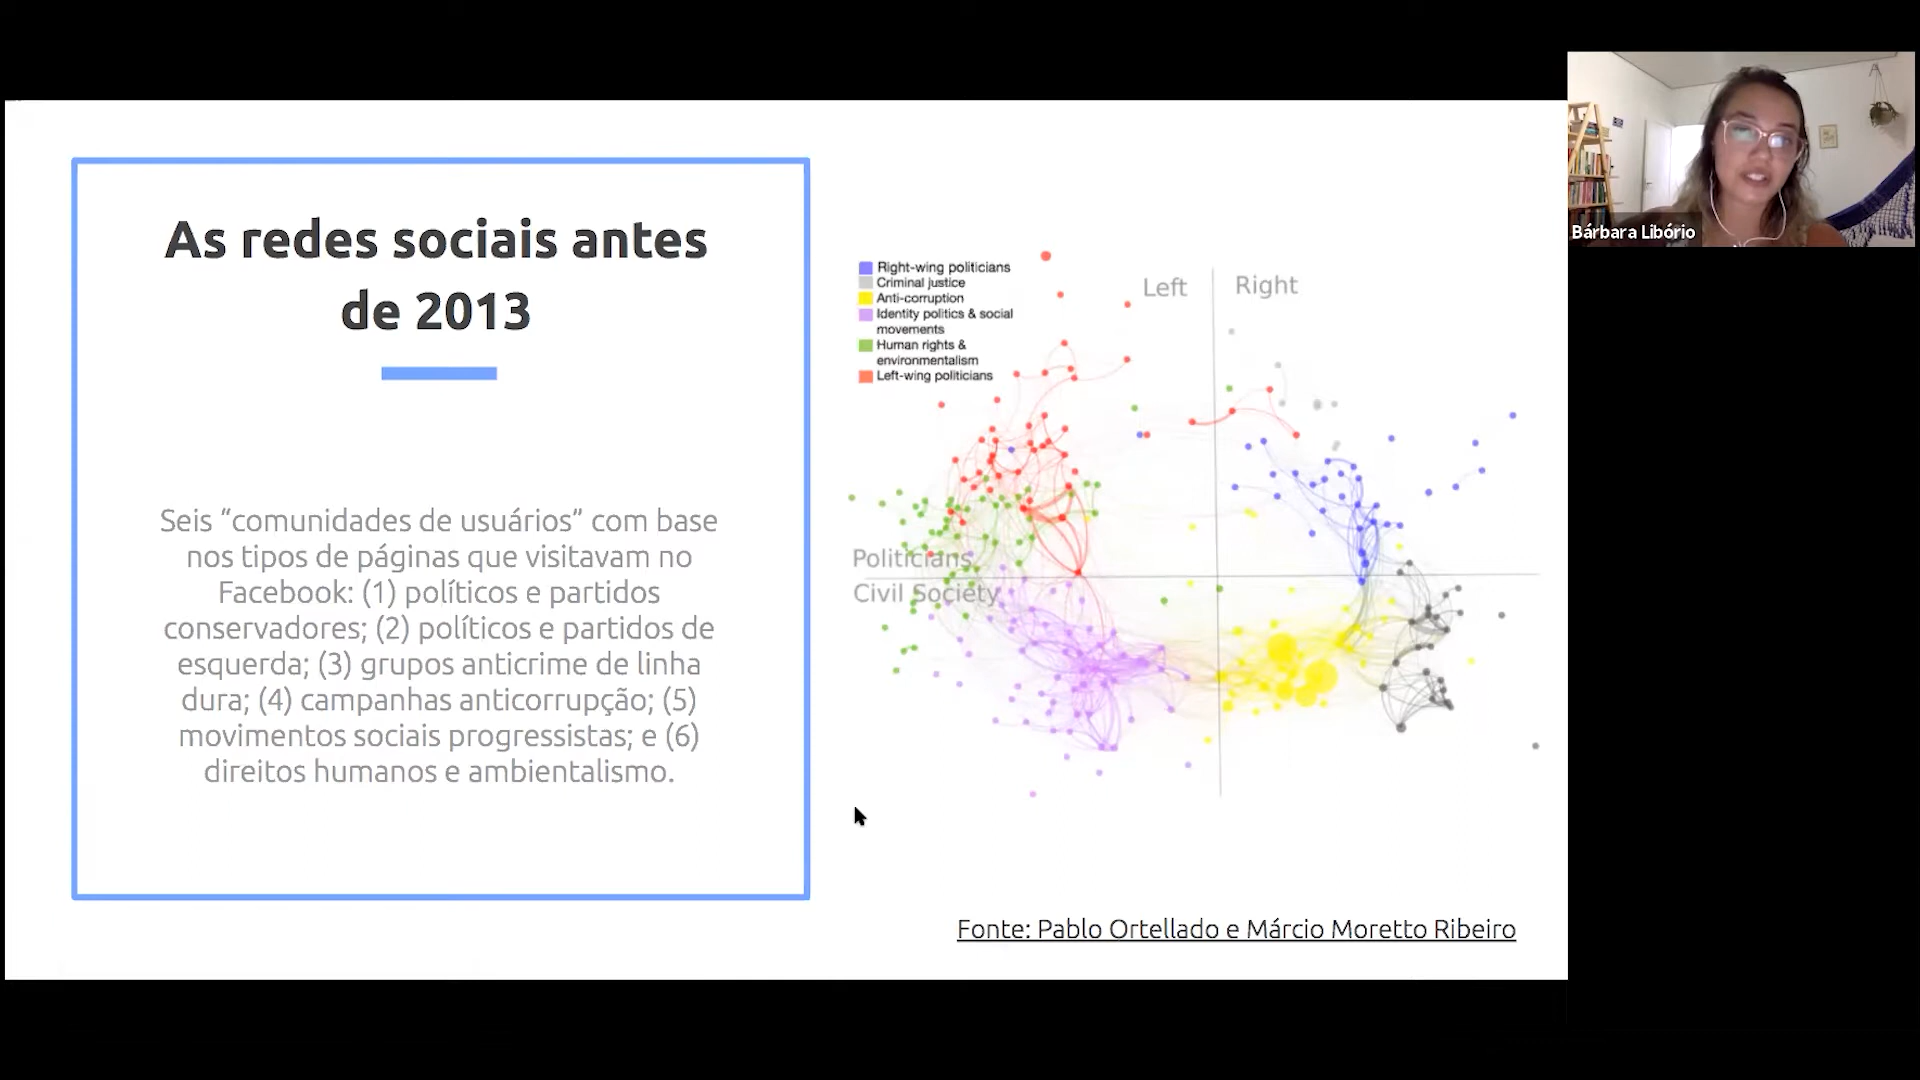 As redes sociais antes
de 2013
Seis “comunidades de usuários” com base
nos tipos de páginas que visitavam no
Facebook: (1) políticos e partidos
conservadores; (2) políticos e partidos de
esquerda; (3) grupos anticrime de linha
dura; (4) campanhas anticorrupção; (5)
movimentos sociais progressistas; e (6)
direitos humanos e ambientalismo.
Right-wing politicians
Criminal justice
Anti-corruption
Identity politics & social
movements
Human rights &
environmentalism
Left-wing politicians
Left
Right
Politicians
Civil Society
Fonte: Pablo Ortellado e Márcio Moretto Ribeiro
Bárbara Libório